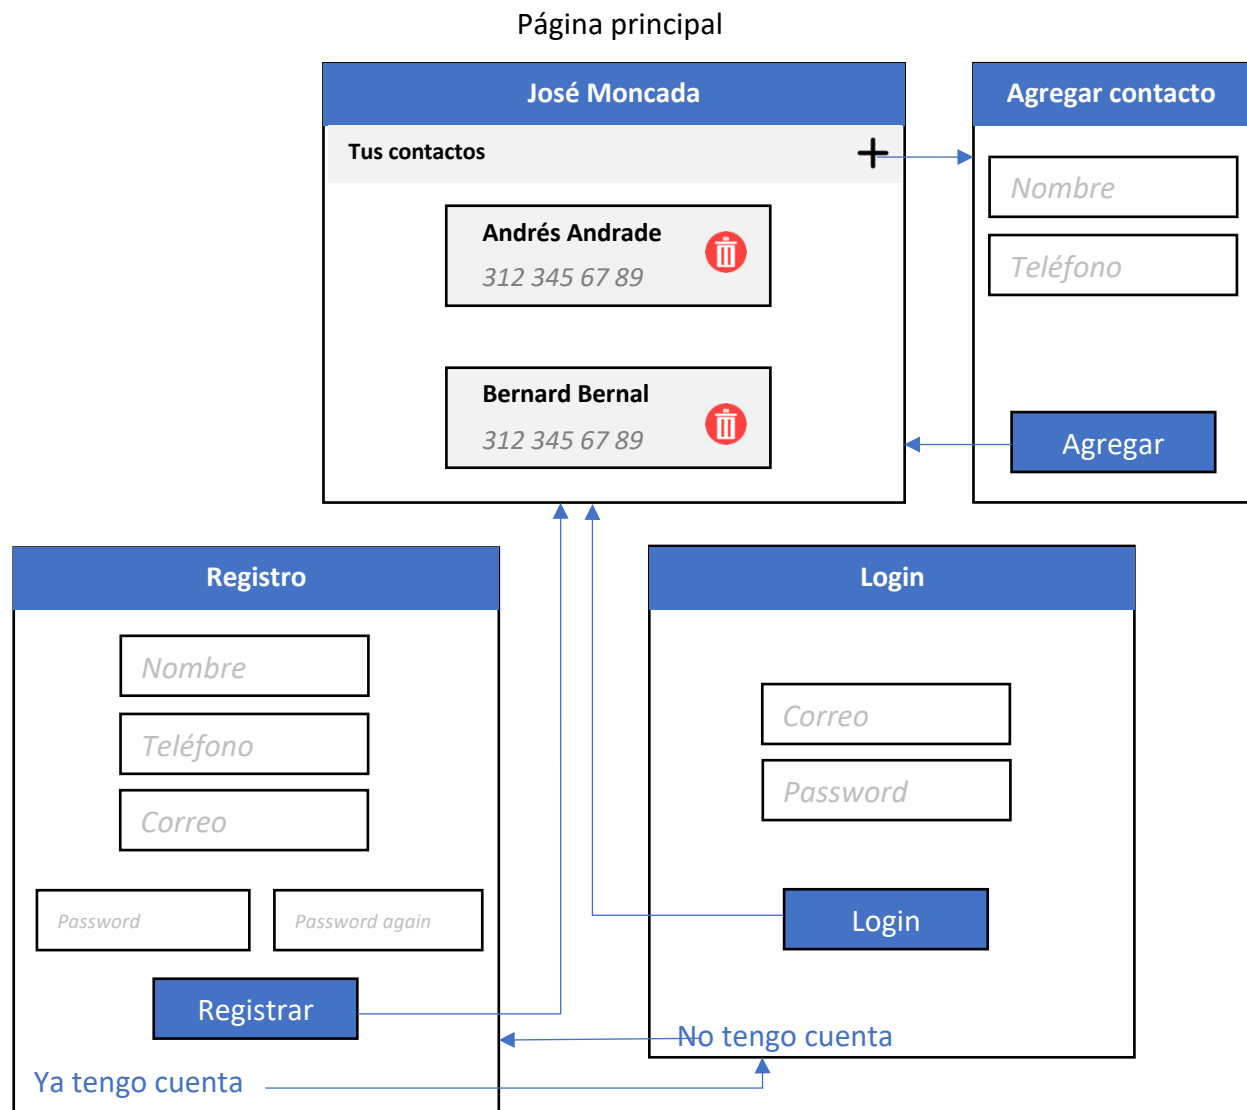 Página principal
José Moncada
Tus contactos
Andrés Andrade
312 345 67 89
Bernard Bernal
312 345 67 89
Agregar contacto
Nombre
Teléfono
Agregar
Registro
Nombre
Teléfono
Correo
Password
Password again
Registrar
Ya tengo cuenta
Login
Correo
Password
Login
No tengo cuenta